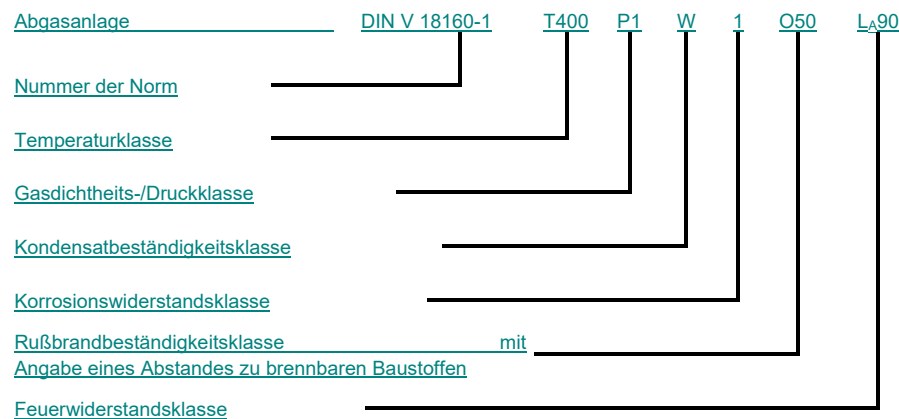 Abgasanlage DIN V 18160-1 T400 P1 W 1 O50 LA90
Nummer der Norm
Temperaturklasse
Gasdichtheits-/Druckklasse
Kondensatbeständigkeitsklasse
Korrosionswiderstandsklasse
Rußbrandbeständigkeitsklasse mit
Angabe eines Abstandes zu brennbaren Baustoffen
Feuerwiderstandsklasse